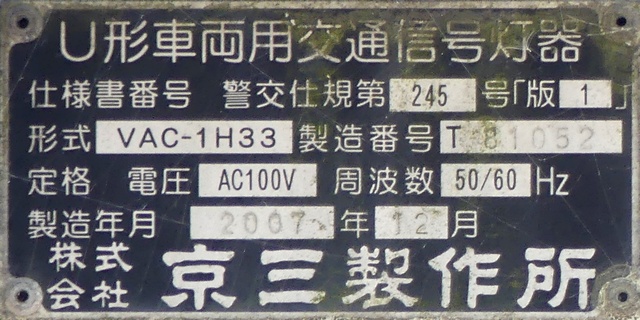 U形車両用交通信号灯器
仕様書番号 警交仕規第 245 号「版 1 」
形式 VAC-1H33 製造番号 T 81052
定格 電圧 AC100V 周波数 50/60 Hz
製造年月 2007 年 12 月
株式会社 京三製作所